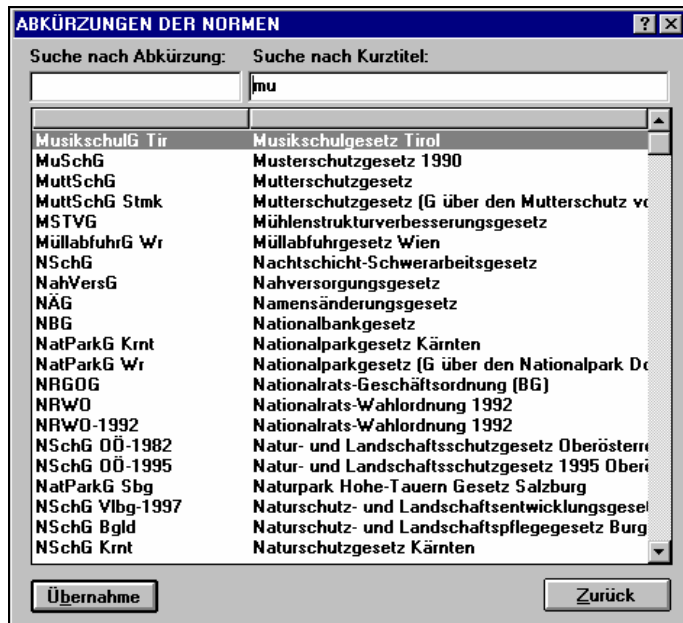 ABKÜRZUNGEN DER NORMEN
Suche nach Abkürzung: Suche nach Kurztitel:
mu
MusikschulG Tir Musikschulgesetz Tirol
MuSchG Musterschutzgesetz 1990
MuttSchG Mutterschutzgesetz
MuttSchG Stmk Mutterschutzgesetz (G über den Mutterschutz
MSTVG Mühlenstrukturverbesserungsgesetz
MüllabfuhrG Wr Müllabfuhrgesetz Wien
NSchG Nachtschicht-Schwerarbeitsgesetz
NahVersG Nahversorgungsgesetz
NÄG Namensänderungsgesetz
NBG Nationalbankgesetz
NatParkG Krnt Nationalparkgesetz Kärnten
NatParkG Wr Nationalparkgesetz (G über den Nationalpark
NRGOG Nationalrats-Geschäftsordnung (BG)
NRWO Nationalrats-Wahlordnung 1992
NRWO-1992 Nationalrats-Wahlordnung 1992
NSchG OÖ-1982 Natur- und Landschaftsschutzgesetz
NSchG OÖ-1995 Natur- und Landschaftsschutzgesetz 1995
NatParkG Sbg Naturpark Hohe-Tauern Gesetz Salzburg
NSchG Vlbg-1997 Naturschutz- und
NSchG Bgld Naturschutz- und Landschaftspflegegesetz Burg
NSchG Krnt Naturschutzgesetz Kärnten
Übernahme Zurück